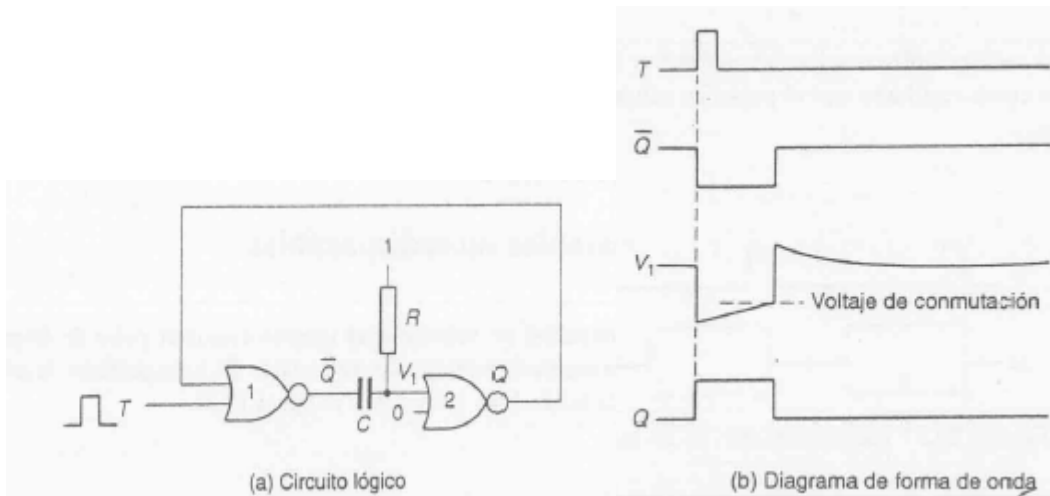 T
Q̄
V₁
Voltaje de conmutación
Q
(b) Diagrama de forma de onda
1
R
Q̄
V₁
Q
1
T
C
0
2
(a) Circuito lógico